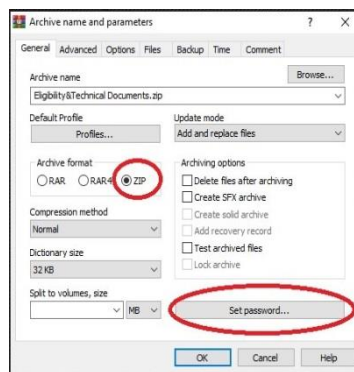 Archive name and parameters ? X
General Advanced Options Files Backup Time Comment
Archive name
Browse...
Eligibility&Technical Documents.zip
Default Profile
Profiles...
Update mode
Add and replace files
Archive format
RAR RAR4 ZIP
Compression method
Normal
Dictionary size
32 KB
Split to volumes, size
MB
Archiving options
Delete files after archiving
Create SFX archive
Create solid archive
Add recovery record
Test archived files
Lock archive
Set password...
OK Cancel Help